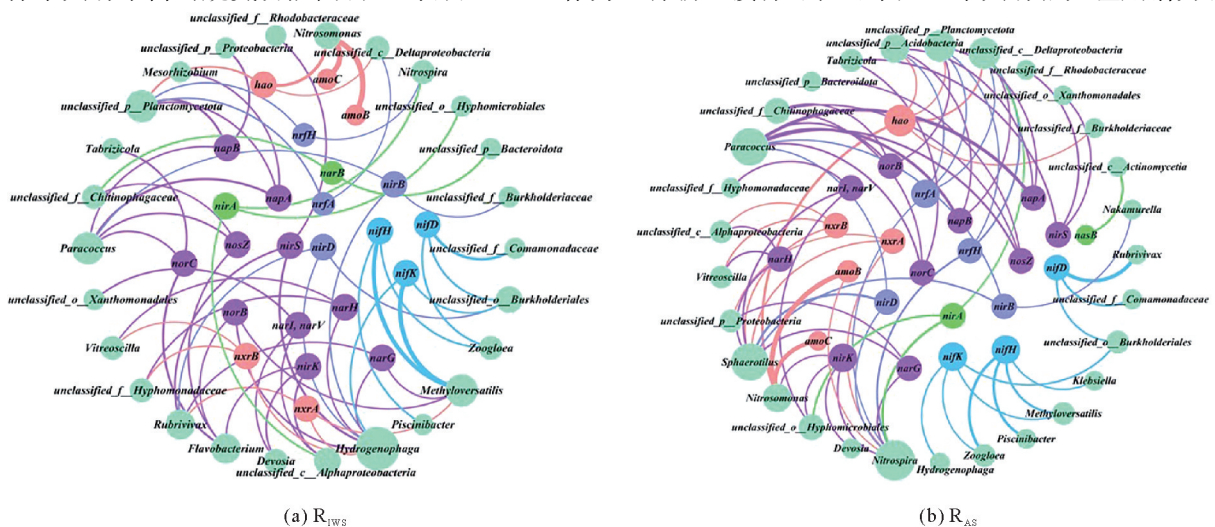 unclassified_f__Rhodobacteraceae
Nitrosomonas
unclassified_c__Deltaproteobacteria
unclassified_p__Proteobacteria
Mesorhizobium
Nitrospira
hao
amoC
amoB
unclassified_p__Planctomycetota
unclassified_o__Hyphomicrobiales
nrfH
napB
Tabrizicola
narB
unclassified_p__Bacteroidota
nirB
unclassified_f__Chitinophagaceae
napA
nrfA
nirA
unclassified_f__Burkholderiaceae
nifH
nifD
Paracoccus
nosZ
nirS
nirD
unclassified_f__Comamonadaceae
norC
nifK
unclassified_o__Xanthomonadales
unclassified_o__Burkholderiales
norB
narI, narV
narH
Vitreoscilla
nxrB
Zoogloea
nirK
narG
unclassified_f__Hyphomonadaceae
Methyloversatilis
nxrA
Rubrivivax
Piscinibacter
Flavobacterium
Hydrogenophaga
Devosia
unclassified_c__Alphaproteobacteria
(a) R_IWS
unclassified_p__Planctomycetota
unclassified_p__Acidobacteria
unclassified_c__Deltaproteobacteria
Tabrizicola
unclassified_f__Rhodobacteraceae
unclassified_p__Bacteroidota
unclassified_o__Xanthomonadales
unclassified_f__Chitinophagaceae
hao
unclassified_f__Burkholderiaceae
Paracoccus
norB
unclassified_c__Actinomycetia
unclassified_f__Hyphomonadaceae
narI, narV
nrfA
napA
Nakamurella
napB
nxrB
unclassified_c__Alphaproteobacteria
nirS
nasB
nxrA
nrfH
nosZ
Rubrivivax
narH
amoB
norC
nifD
Vitreoscilla
nirD
nirB
unclassified_f__Comamonadaceae
unclassified_p__Proteobacteria
nirA
amoC
unclassified_o__Burkholderiales
Sphaerotilus
nirK
nifK
nifH
narG
Klebsiella
Nitrosomonas
Methyloversatilis
unclassified_o__Hyphomicrobiales
Piscinibacter
Devosia
Nitrospira
Zoogloea
Hydrogenophaga
(b) R_AS